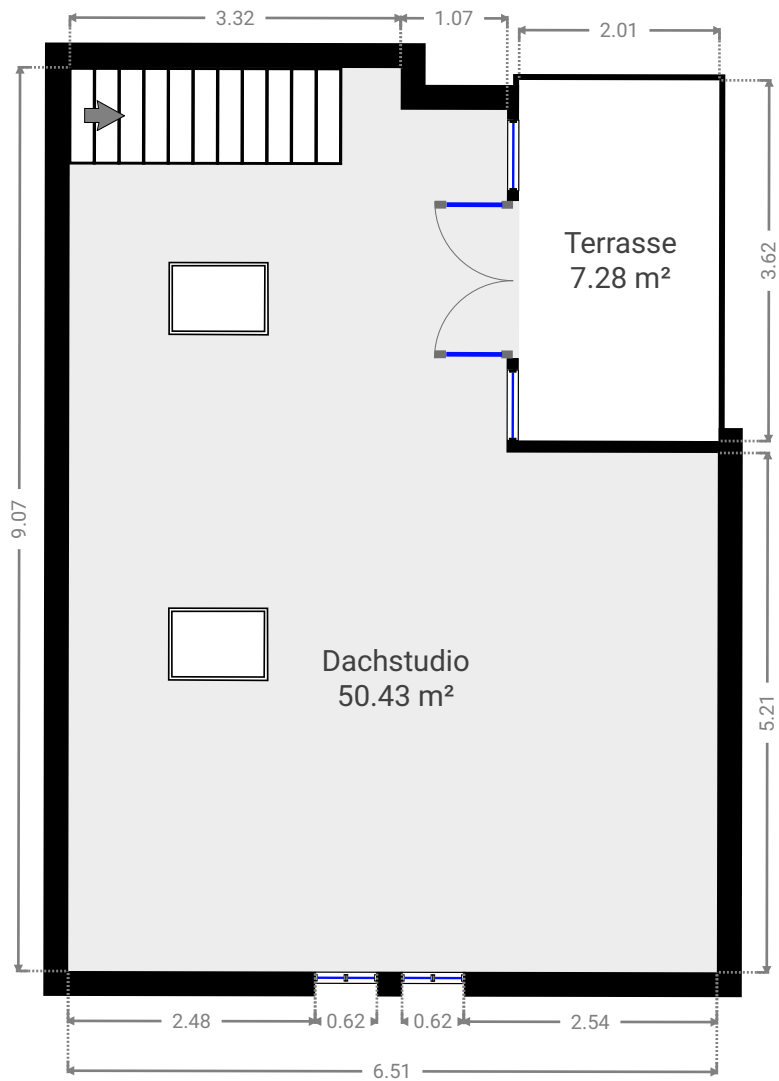 3.32
1.07
2.01
Terrasse
7.28 m²
3.62
9.07
Dachstudio
50.43 m²
5.21
2.48
0.62
0.62
2.54
6.51